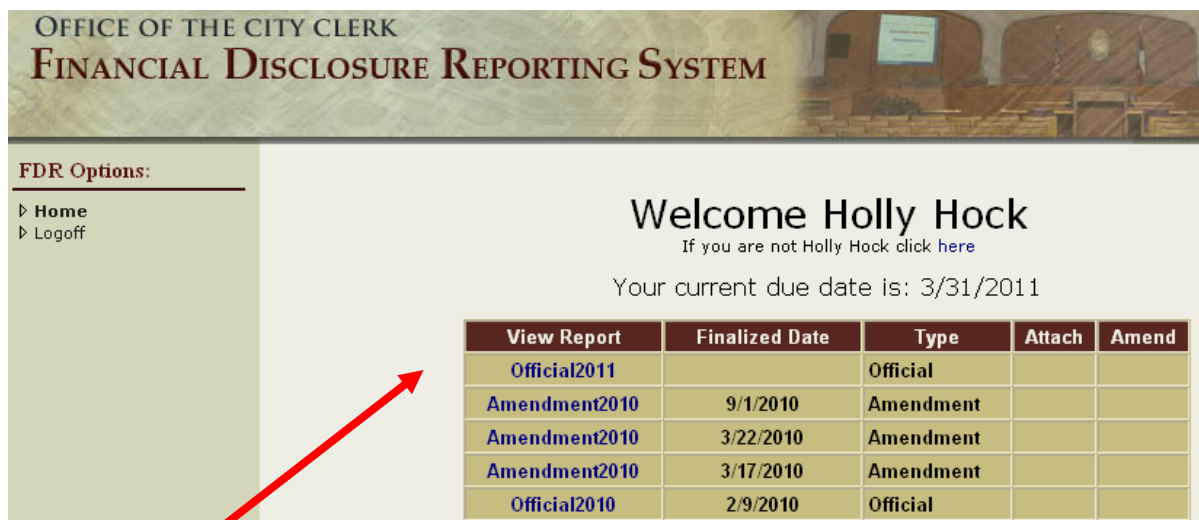 OFFICE OF THE CITY CLERK
FINANCIAL DISCLOSURE REPORTING SYSTEM
FDR Options:
Home
Logoff
Welcome Holly Hock
If you are not Holly Hock click here
Your current due date is: 3/31/2011
View Report Finalized Date Type Attach Amend
Official2011 Official
Amendment2010 9/1/2010 Amendment
Amendment2010 3/22/2010 Amendment
Amendment2010 3/17/2010 Amendment
Official2010 2/9/2010 Official